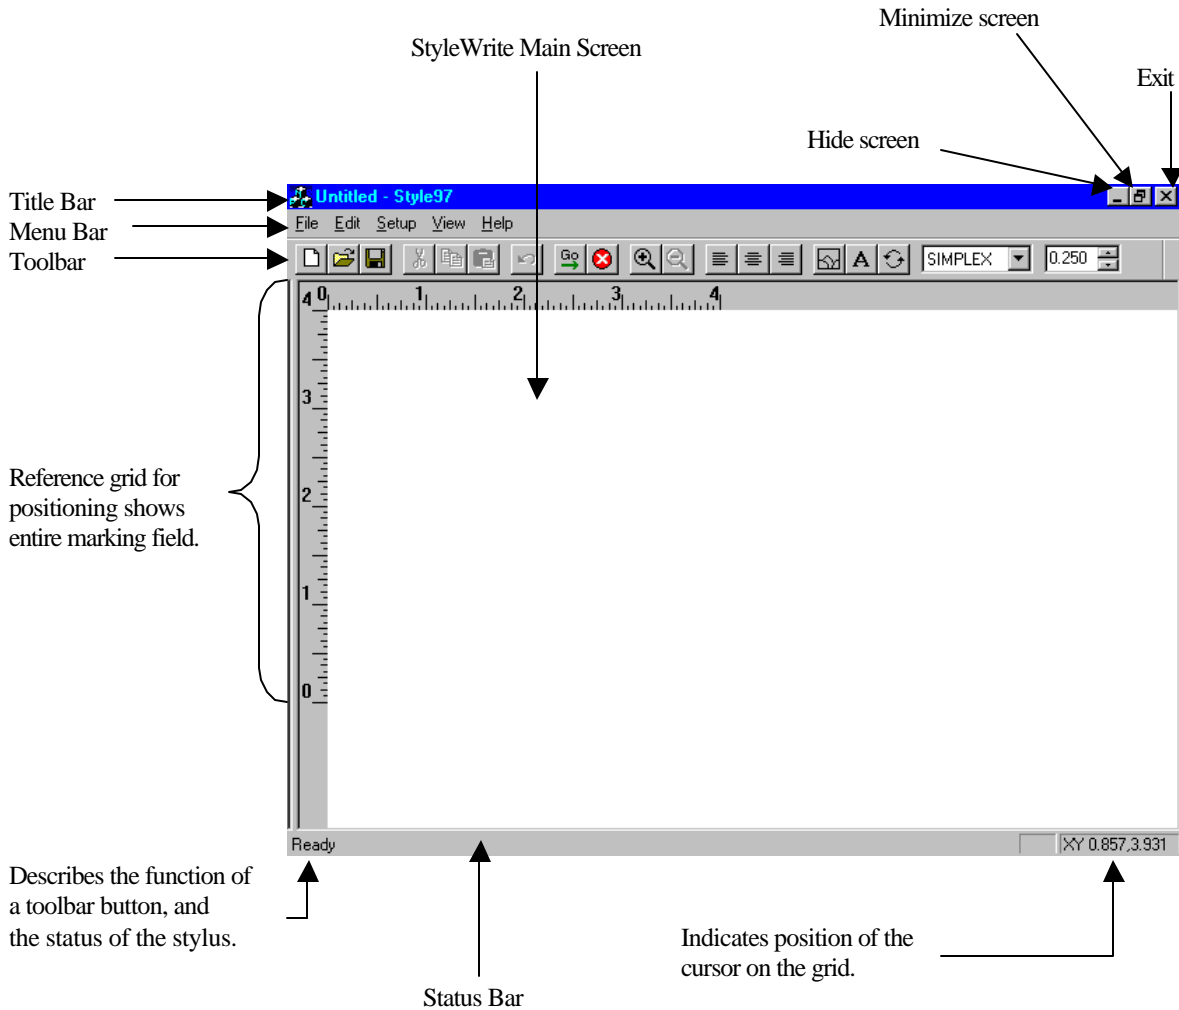 Minimize screen
StyleWrite Main Screen
Exit
Hide screen
Title Bar
Untitled - Style97
Menu Bar
File Edit Setup View Help
Toolbar
Go
A
SIMPLEX
0.250
4 0 1 2 3 4
3
Reference grid for
positioning shows
entire marking field.
2
1
0
Ready
XY 0.857,3.931
Describes the function of
a toolbar button, and
the status of the stylus.
Indicates position of the
cursor on the grid.
Status Bar